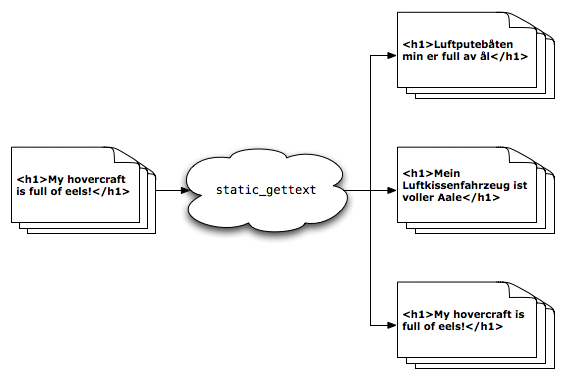 <h1>Luftputebåten
min er full av ål</h1>
<h1>My hovercraft
is full of eels!</h1>
static_gettext
<h1>Mein
Luftkissenfahrzeug ist
voller Aale</h1>
<h1>My hovercraft is
full of eels!</h1>